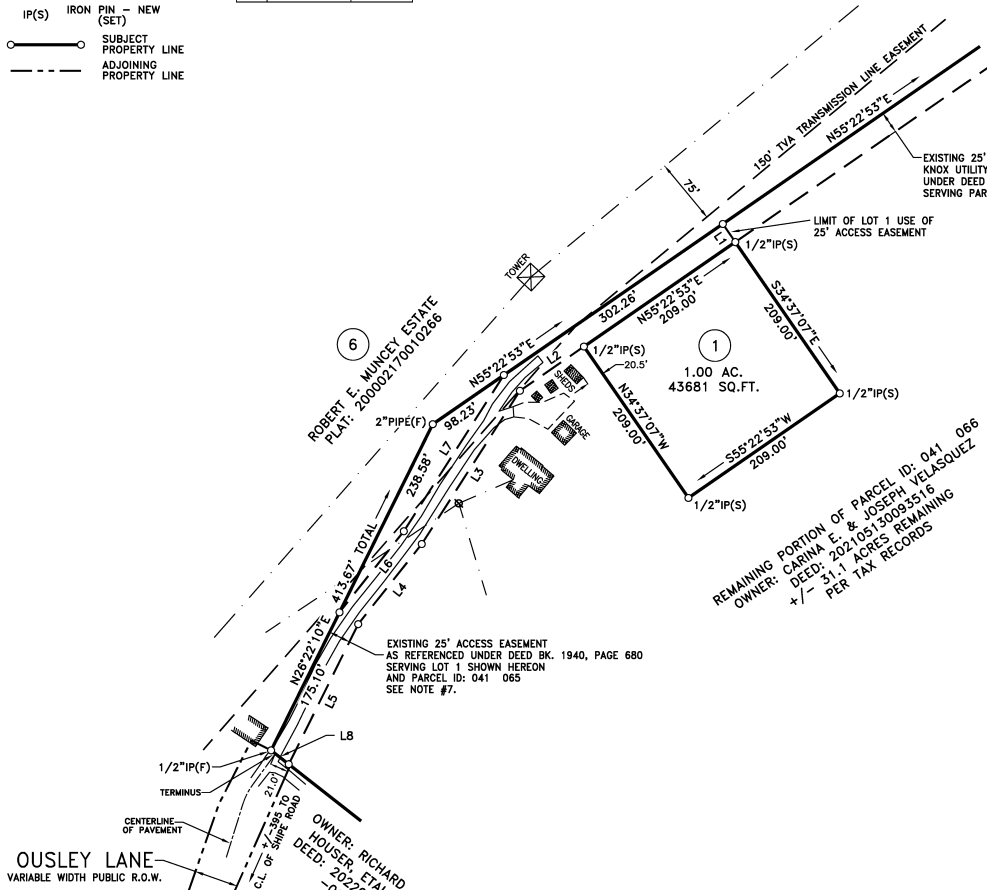 IP(S) IRON PIN – NEW
(SET)
SUBJECT
PROPERTY LINE
ADJOINING
PROPERTY LINE
150' TVA TRANSMISSION LINE EASEMENT
N55°22'53"E
75'
EXISTING 25'
KNOX UTILITY
UNDER DEED
SERVING PAR
LIMIT OF LOT 1 USE OF
25' ACCESS EASEMENT
L1
1/2"IP(S)
TOWER
302.26'
N55°22'53"E
N55°22'53"E
209.00'
S34°37'07"E
209.00'
6
ROBERT E. MUNCEY ESTATE
PLAT: 200002170010266
1
1.00 AC.
43681 SQ.FT.
1/2"IP(S)
20.5'
N34°37'07"W
209.00'
L2
SHEDS
GARAGE
DWELLING
1/2"IP(S)
S55°22'53"W
209.00'
1/2"IP(S)
2"PIPE(F)
98.23'
L7
L3
238.58'
413.67' TOTAL
L6
L4
N26°22'10"E
175.10'
L5
REMAINING PORTION OF PARCEL ID: 041 066
OWNER: CARINA E. & JOSEPH VELASQUEZ
DEED: 202105130093516
+/- 31.1 ACRES REMAINING
PER TAX RECORDS
EXISTING 25' ACCESS EASEMENT
AS REFERENCED UNDER DEED BK. 1940, PAGE 680
SERVING LOT 1 SHOWN HEREON
AND PARCEL ID: 041 065
SEE NOTE #7.
L8
1/2"IP(F)
TERMINUS
21.0'
CENTERLINE
OF PAVEMENT
+/-395 TO
C.L. OF SHIPE ROAD
OUSLEY LANE
VARIABLE WIDTH PUBLIC R.O.W.
OWNER: RICHARD
HOUSER, ETAL
DEED: 2022